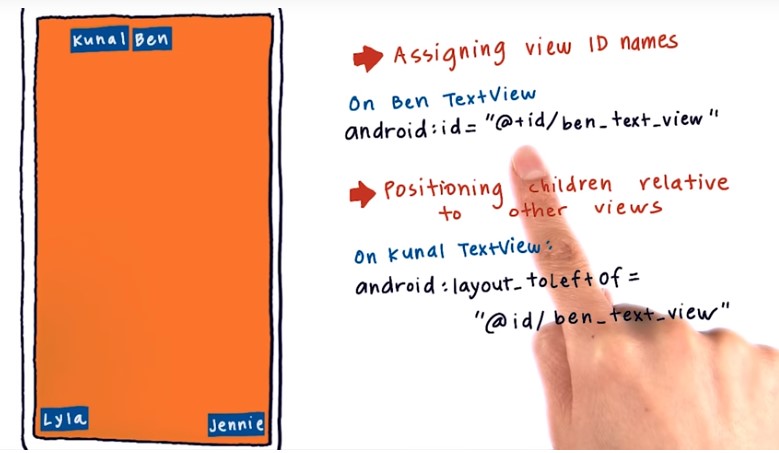 Kunal Ben
Lyla
Jennie
Assigning view ID names
On Ben TextView
android:id= "@+id/ben_text_view"
Positioning children relative
to other views
On Kunal TextView:
android:layout_toLeftOf=
"@id/ben_text_view"